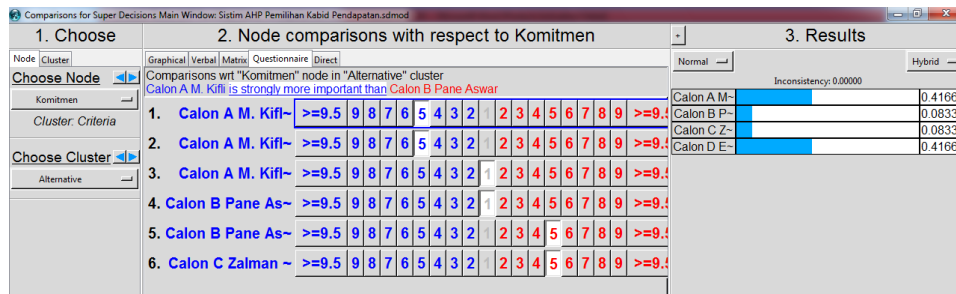 Comparisons for Super Decisions Main Window: Sistim AHP Pemilihan Kabid Pendapatan.sdmod
1. Choose
2. Node comparisons with respect to Komitmen
+ 3. Results
Node Cluster
Graphical Verbal Matrix Questionnaire Direct
Normal Hybrid
Choose Node
Comparisons wrt "Komitmen" node in "Alternative" cluster
Calon A M. Kifli is strongly more important than Calon B Pane Aswar
Inconsistency: 0.00000
Komitmen
Cluster: Criteria
Choose Cluster
Alternative
1. Calon A M. Kifl~ >=9.5 9 8 7 6 5 4 3 2 1 2 3 4 5 6 7 8 9 >=9.5
2. Calon A M. Kifl~ >=9.5 9 8 7 6 5 4 3 2 1 2 3 4 5 6 7 8 9 >=9.5
3. Calon A M. Kifl~ >=9.5 9 8 7 6 5 4 3 2 1 2 3 4 5 6 7 8 9 >=9.5
4. Calon B Pane As~ >=9.5 9 8 7 6 5 4 3 2 1 2 3 4 5 6 7 8 9 >=9.5
5. Calon B Pane As~ >=9.5 9 8 7 6 5 4 3 2 1 2 3 4 5 6 7 8 9 >=9.5
6. Calon C Zalman ~ >=9.5 9 8 7 6 5 4 3 2 1 2 3 4 5 6 7 8 9 >=9.5
Calon A M~ 0.4166
Calon B P~ 0.0833
Calon C Z~ 0.0833
Calon D E~ 0.4166